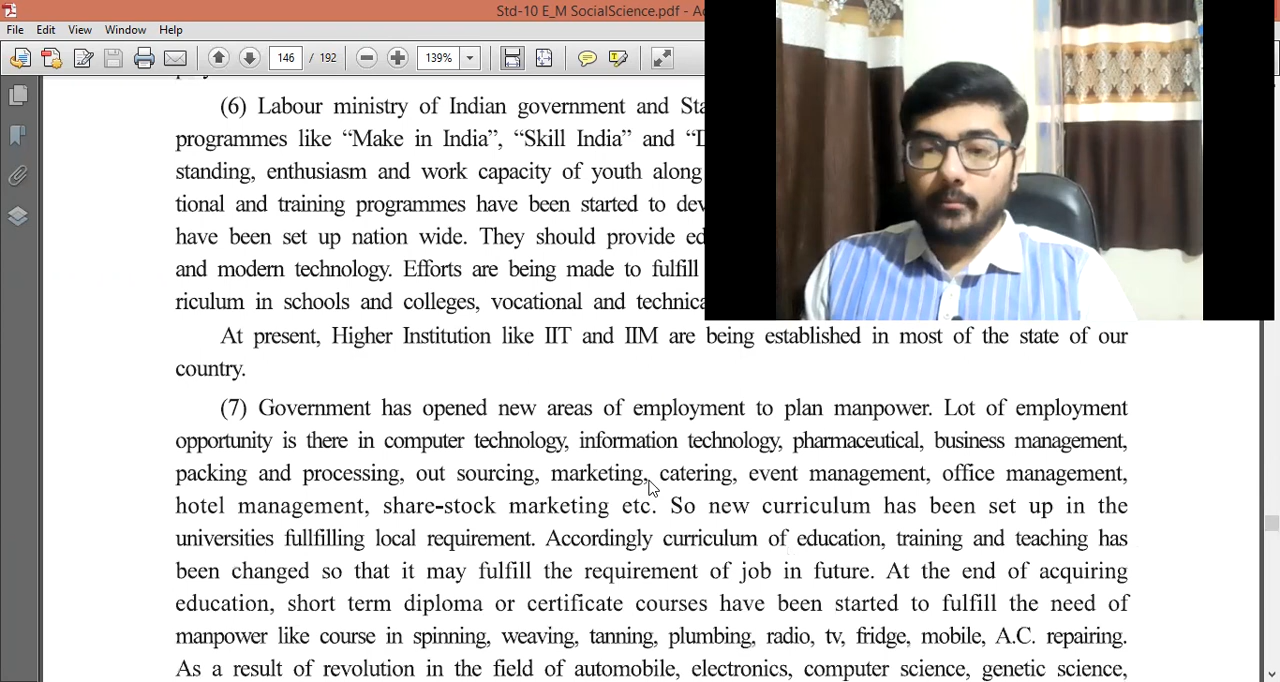 Std-10 E_M SocialScience.pdf - A
File Edit View Window Help
146 / 192 139%
(6) Labour ministry of Indian government and Sta
programmes like “Make in India”, “Skill India” and “D
standing, enthusiasm and work capacity of youth along
tional and training programmes have been started to dev
have been set up nation wide. They should provide ed
and modern technology. Efforts are being made to fulfill
riculum in schools and colleges, vocational and technica
At present, Higher Institution like IIT and IIM are being established in most of the state of our
country.
(7) Government has opened new areas of employment to plan manpower. Lot of employment
opportunity is there in computer technology, information technology, pharmaceutical, business management,
packing and processing, out sourcing, marketing, catering, event management, office management,
hotel management, share-stock marketing etc. So new curriculum has been set up in the
universities fullfilling local requirement. Accordingly curriculum of education, training and teaching has
been changed so that it may fulfill the requirement of job in future. At the end of acquiring
education, short term diploma or certificate courses have been started to fulfill the need of
manpower like course in spinning, weaving, tanning, plumbing, radio, tv, fridge, mobile, A.C. repairing.
As a result of revolution in the field of automobile, electronics, computer science, genetic science,